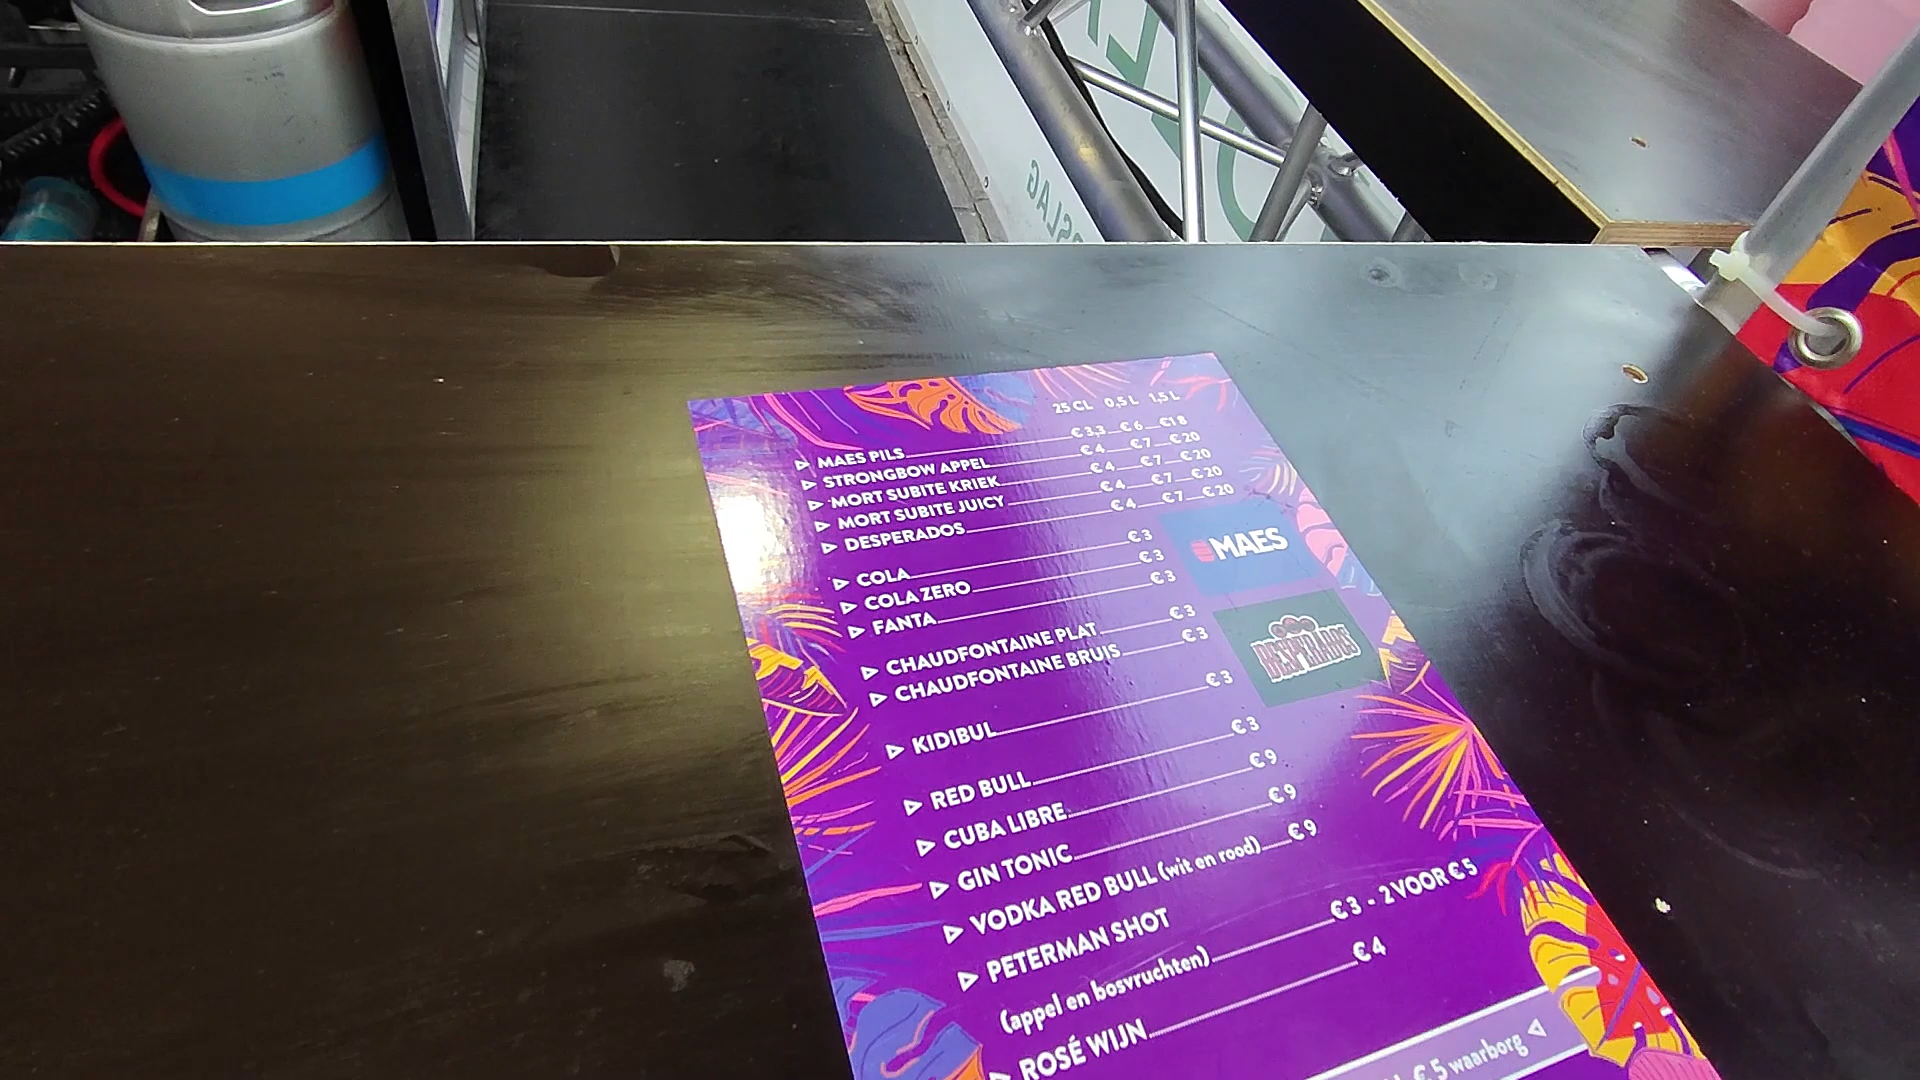 SLAG
25 CL 0,5 L 1,5 L
MAES PILS € 3,3 € 6 €18
STRONGBOW APPEL € 4 € 7 € 20
MORT SUBITE KRIEK € 4 € 7 € 20
MORT SUBITE JUICY € 4 € 7 € 20
DESPERADOS € 4 € 7 € 20
COLA € 3
COLA ZERO € 3
FANTA € 3
MAES
CHAUDFONTAINE PLAT € 3
CHAUDFONTAINE BRUIS € 3
DESPERADOS
KIDIBUL € 3
RED BULL € 3
CUBA LIBRE € 9
GIN TONIC € 9
VODKA RED BULL (wit en rood) € 9
PETERMAN SHOT
(appel en bosvruchten) € 3 - 2 VOOR € 5
ROSÉ WIJN € 4
€ 5 waarborg